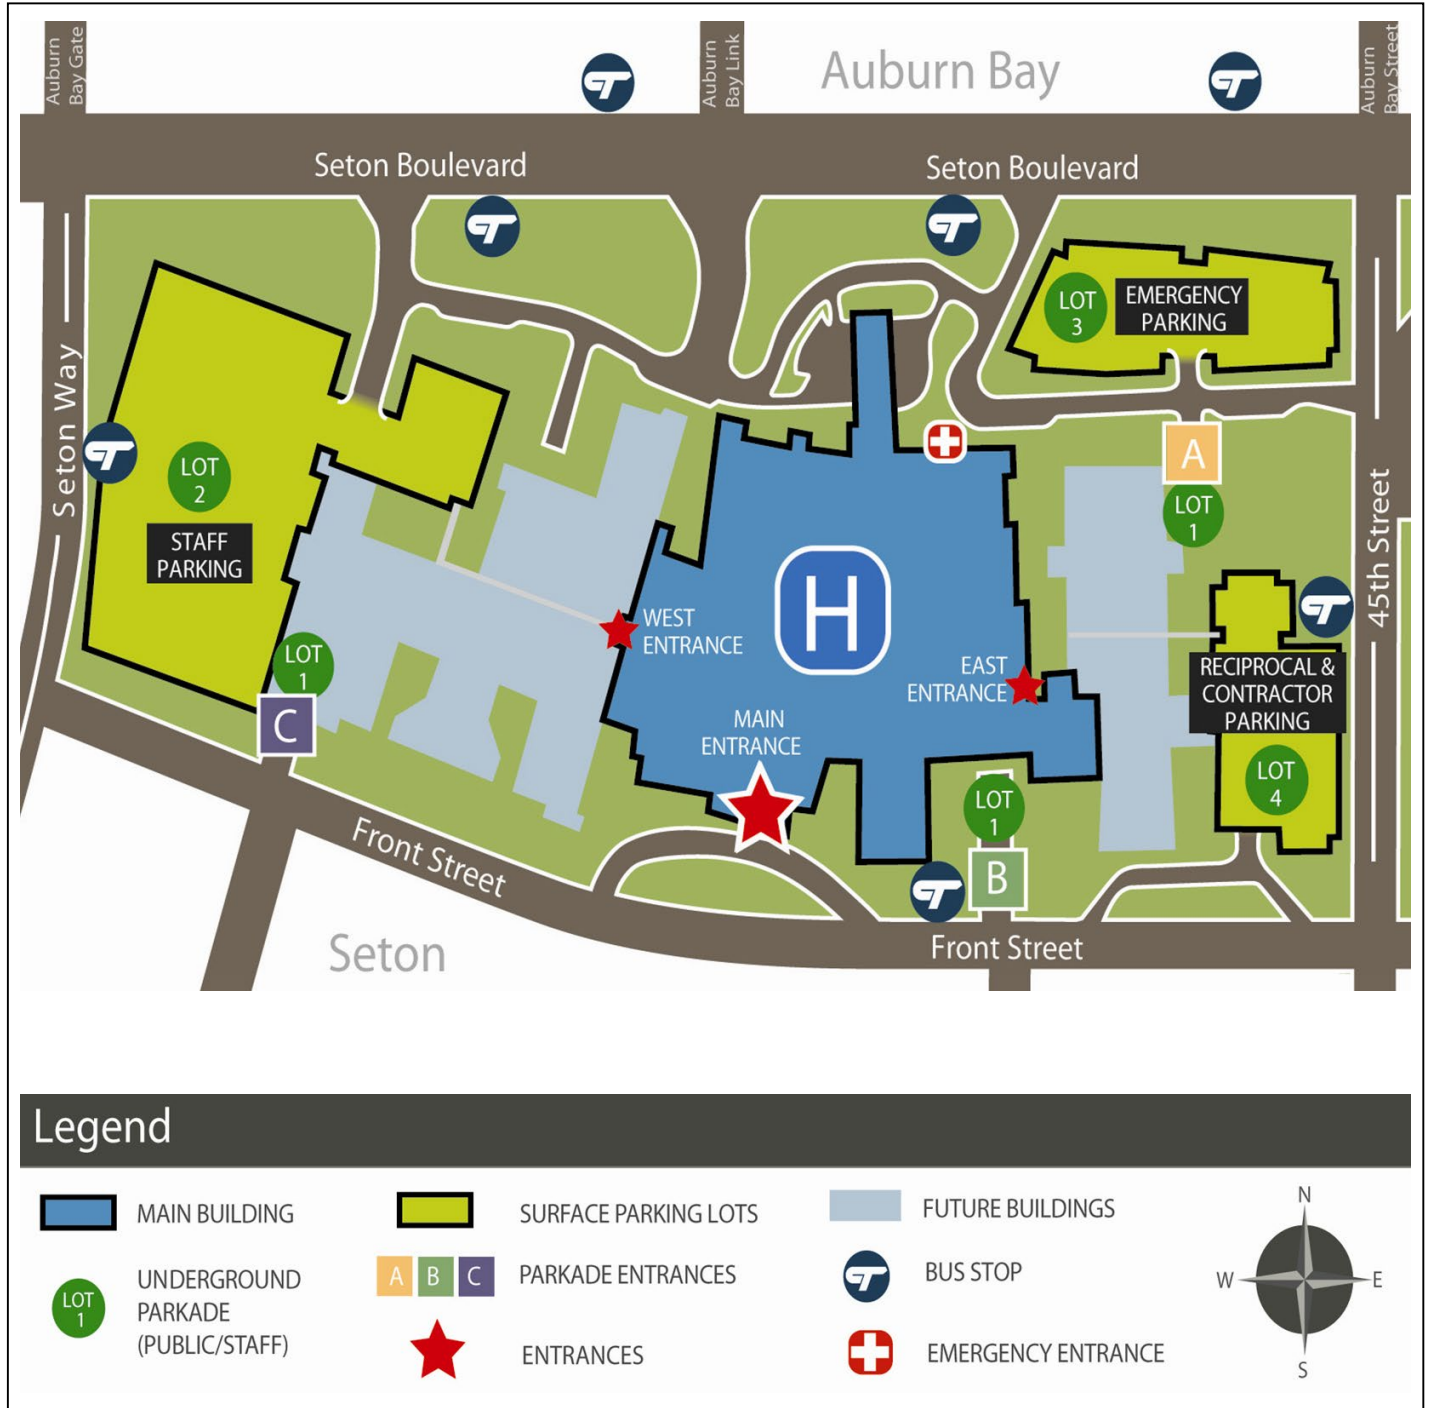 Auburn
Bay Gate
Auburn
Bay Link
Auburn Bay
Auburn
Bay Street
Seton Boulevard
Seton Boulevard
LOT
3
EMERGENCY
PARKING
Seton Way
LOT
2
STAFF
PARKING
A
LOT
1
45th Street
H
WEST
ENTRANCE
EAST
ENTRANCE
RECIPROCAL &
CONTRACTOR
PARKING
LOT
1
C
MAIN
ENTRANCE
LOT
4
LOT
1
B
Front Street
Front Street
Seton
Legend
MAIN BUILDING
SURFACE PARKING LOTS
FUTURE BUILDINGS
LOT
1
UNDERGROUND
PARKADE
(PUBLIC/STAFF)
A B C
PARKADE ENTRANCES
BUS STOP
ENTRANCES
EMERGENCY ENTRANCE
N
W
E
S